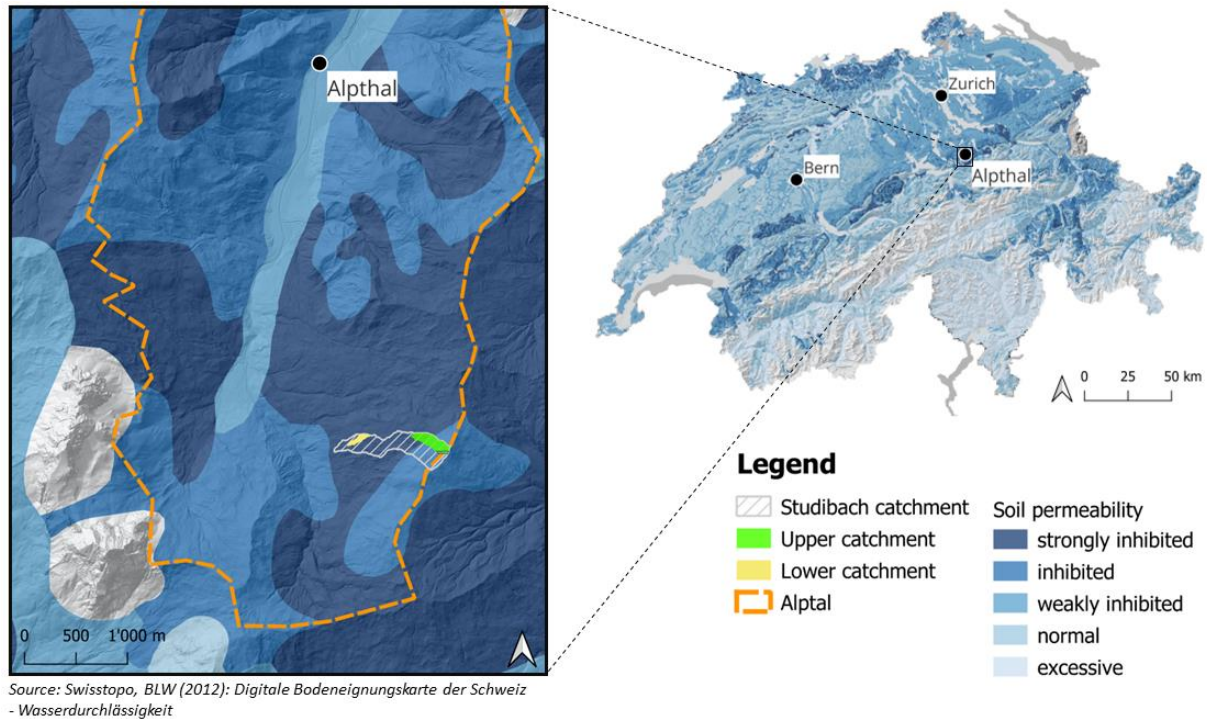 Alpthal
0 500 1'000 m
Source: Swisstopo, BLW (2012): Digitale Bodeneignungskarte der Schweiz
- Wasserdurchlässigkeit
Zurich
Bern
Alpthal
0 25 50 km
Legend
Studibach catchment
Upper catchment
Lower catchment
Alptal
Soil permeability
strongly inhibited
inhibited
weakly inhibited
normal
excessive